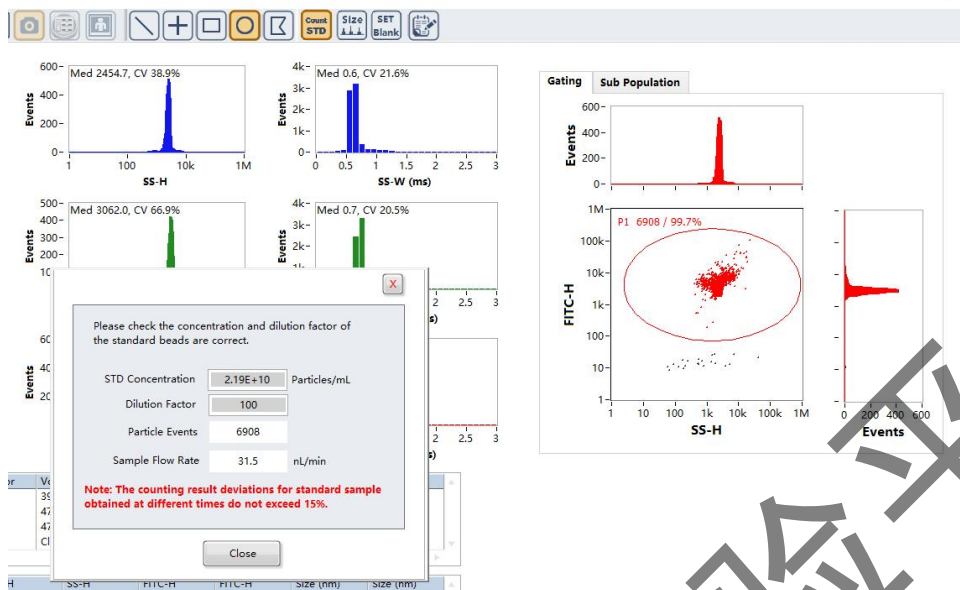 Count
STD
Size
SET
Blank
600-
400-
200-
0-
Events
Med 2454.7, CV 38.9%
1 100 10k 1M
SS-H
4k-
3k-
2k-
1k-
0-
Events
Med 0.6, CV 21.6%
0 0.5 1 1.5 2 2.5 3
SS-W (ms)
500-
400-
300-
200-
Events
Med 3062.0, CV 66.9%
4k-
3k-
2k-
Events
Med 0.7, CV 20.5%
2 2.5 3
s)
Events
2 2.5 3
s)
X
Please check the concentration and dilution factor of
the standard beads are correct.
STD Concentration 2.19E+10 Particles/mL
Dilution Factor 100
Particle Events 6908
Sample Flow Rate 31.5 nL/min
Note: The counting result deviations for standard sample
obtained at different times do not exceed 15%.
Close
SS-H FITC-H FITC-H Size (nm) Size (nm)
Gating Sub Population
600-
400-
200-
0-
Events
1M-
100k-
10k-
1k-
100-
10-
1-
FITC-H
P1 6908 / 99.7%
1 10 100 1k 10k 100k 1M
SS-H
0 200 400 600
Events
验证